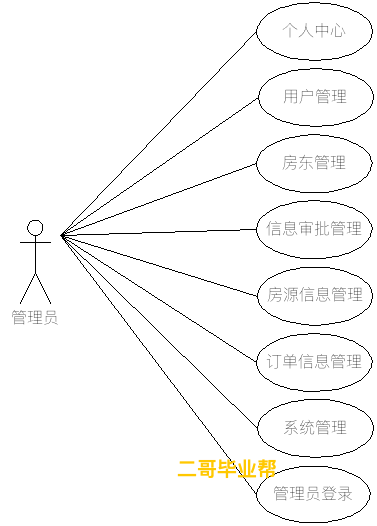 个人中心
用户管理
房东管理
信息审批管理
房源信息管理
管理员
订单信息管理
系统管理
二哥毕业帮
管理员登录